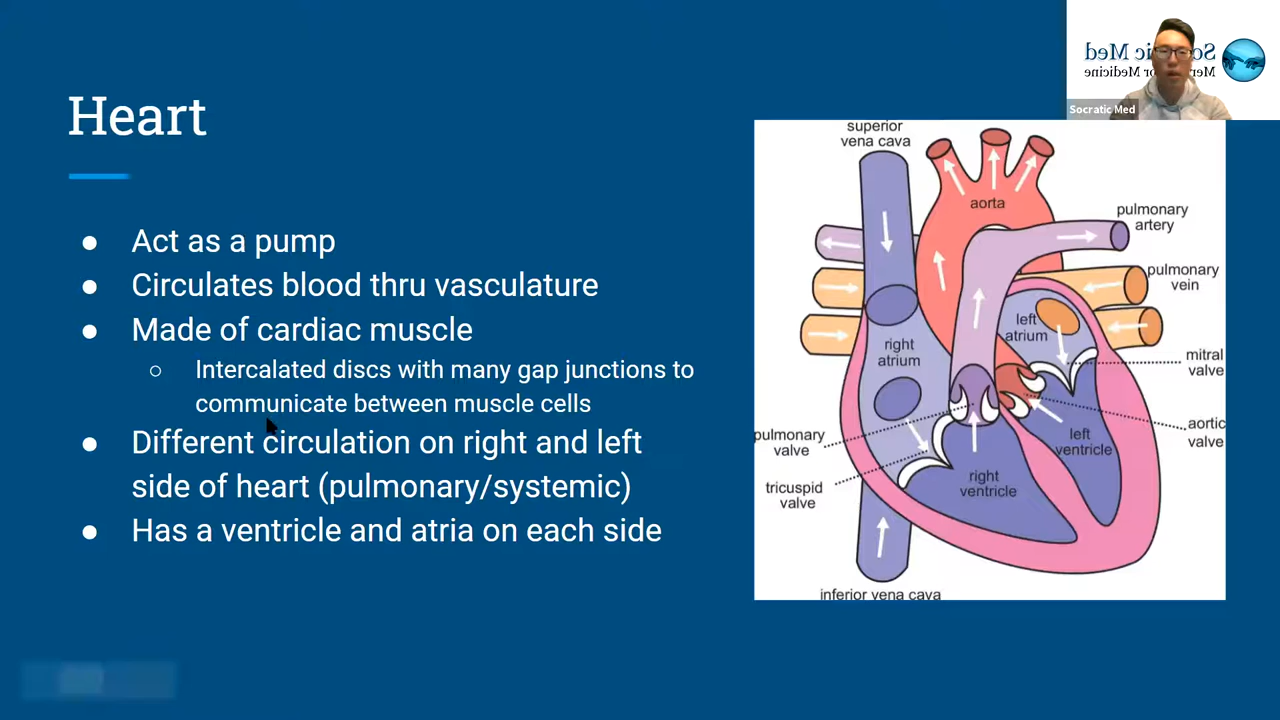 Heart
● Act as a pump
● Circulates blood thru vasculature
● Made of cardiac muscle
○ Intercalated discs with many gap junctions to
communicate between muscle cells
● Different circulation on right and left
side of heart (pulmonary/systemic)
● Has a ventricle and atria on each side
Med
Medicine
Socratic Med
superior
vena cava
aorta
pulmonary
artery
pulmonary
vein
left
atrium
right
atrium
mitral
valve
aortic
valve
left
ventricle
pulmonary
valve
right
ventricle
tricuspid
valve
inferior vena cava